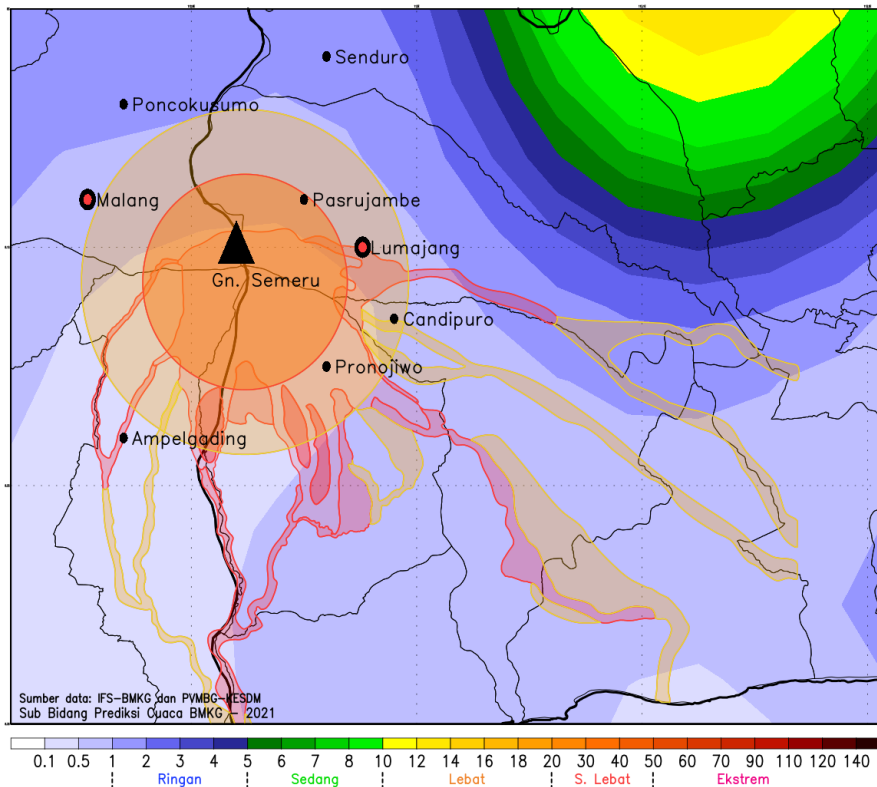 Senduro
Poncokusumo
Malang
Pasrujambe
Lumajang
Gn. Semeru
Candipuro
Pronojiwo
Ampelgading
Sumber data: IFS-BMKG dan PVMBG-KESDM
Sub Bidang Prediksi Cuaca BMKG - 2021
0.1 0.5 1 2 3 4 5 6 7 8 10 12 14 16 18 20 30 40 50 60 70 90 110 120 140
Ringan Sedang Lebat S. Lebat Ekstrem